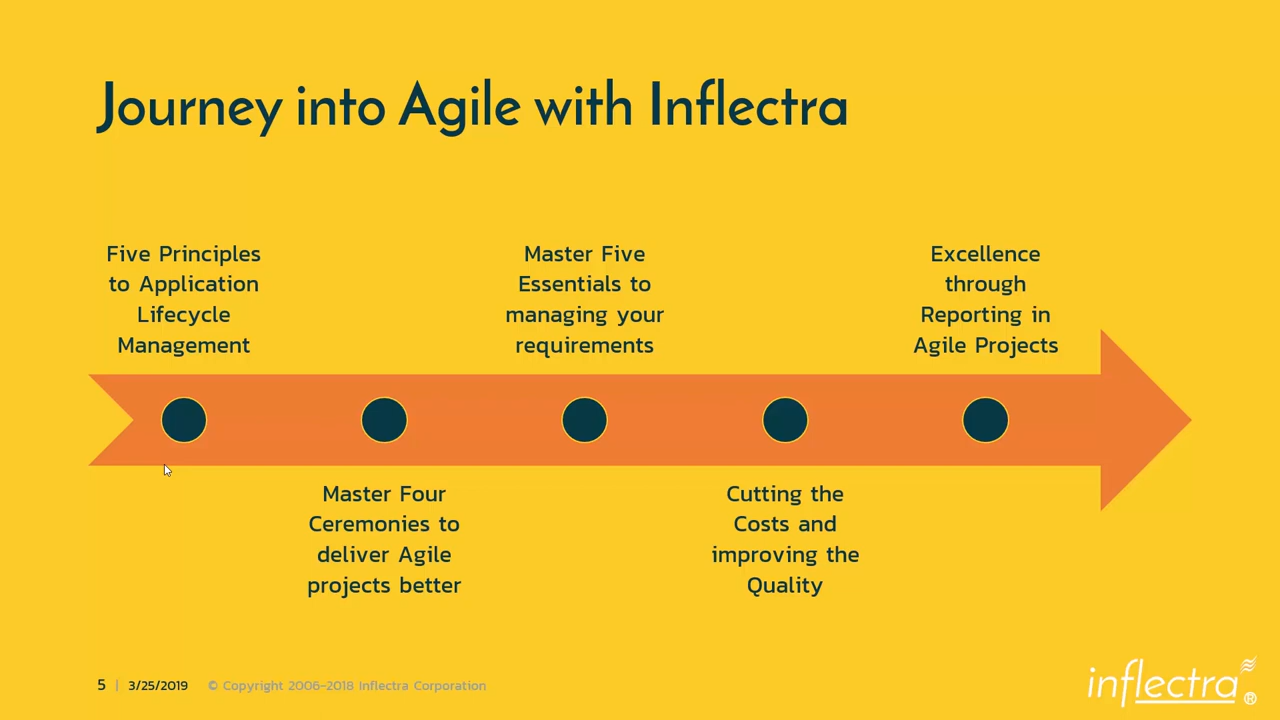 Journey into Agile with Inflectra
Five Principles
to Application
Lifecycle
Management
Master Four
Ceremonies to
deliver Agile
projects better
Master Five
Essentials to
managing your
requirements
Cutting the
Costs and
improving the
Quality
Excellence
through
Reporting in
Agile Projects
5 | 3/25/2019 © Copyright 2006-2018 Inflectra Corporation
inflectra®